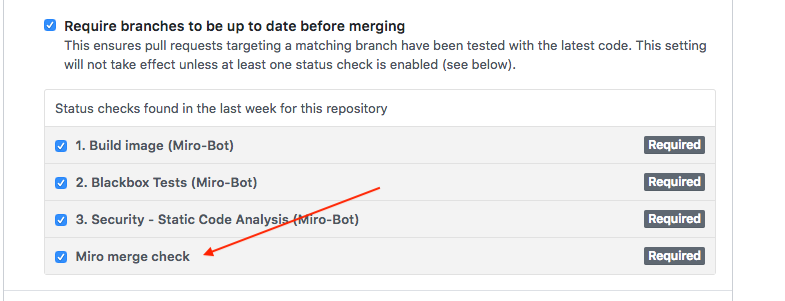 Require branches to be up to date before merging
This ensures pull requests targeting a matching branch have been tested with the latest code. This setting
will not take effect unless at least one status check is enabled (see below).
Status checks found in the last week for this repository
1. Build image (Miro-Bot) Required
2. Blackbox Tests (Miro-Bot) Required
3. Security - Static Code Analysis (Miro-Bot) Required
Miro merge check Required